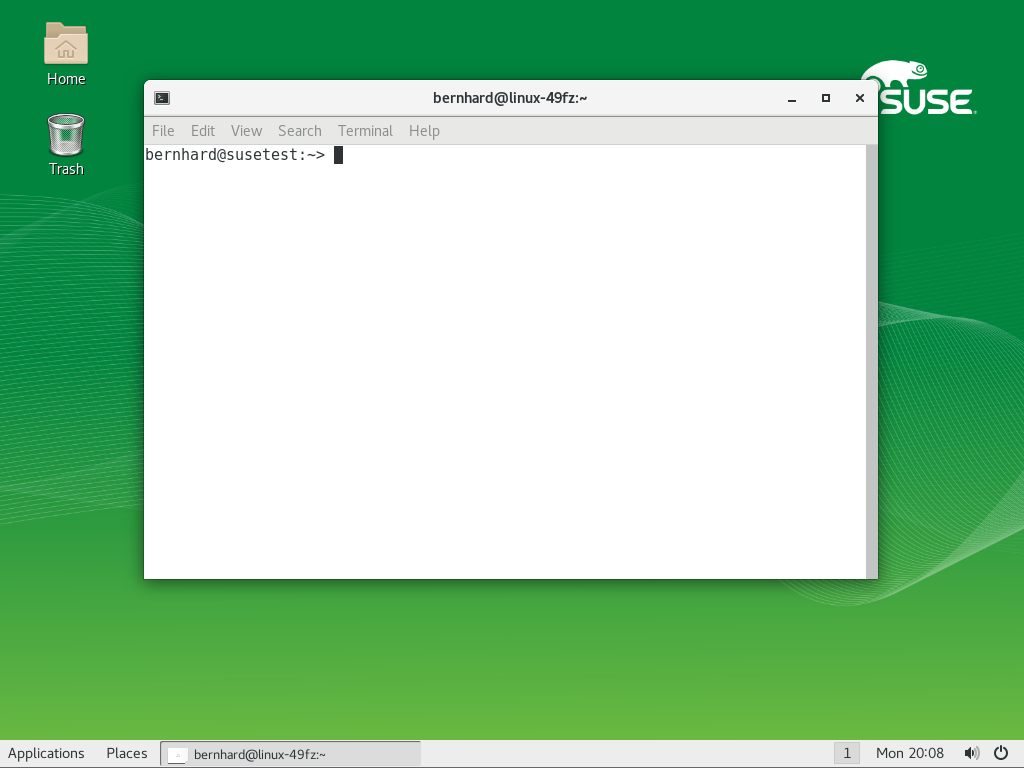 Home
Trash
SUSE
bernhard@linux-49fz:~
File Edit View Search Terminal Help
bernhard@susetest:~>
Applications Places bernhard@linux-49fz:~ 1 Mon 20:08